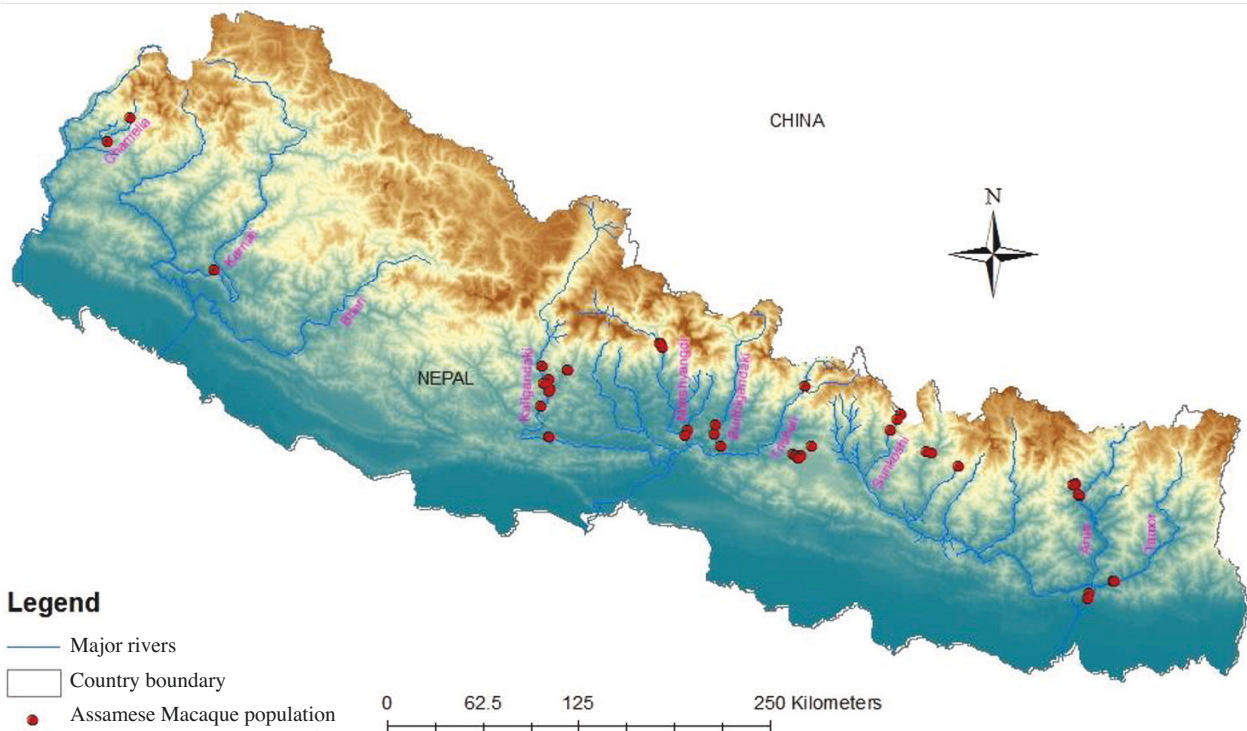 CHINA
N
Chamelia
Karnali
Bheri
NEPAL
Kaligandaki
Marshyangdi
Budhigandaki
Trishuli
Sunkoshi
Arun
Tamor
Legend
Major rivers
Country boundary
Assamese Macaque population
0 62.5 125 250 Kilometers